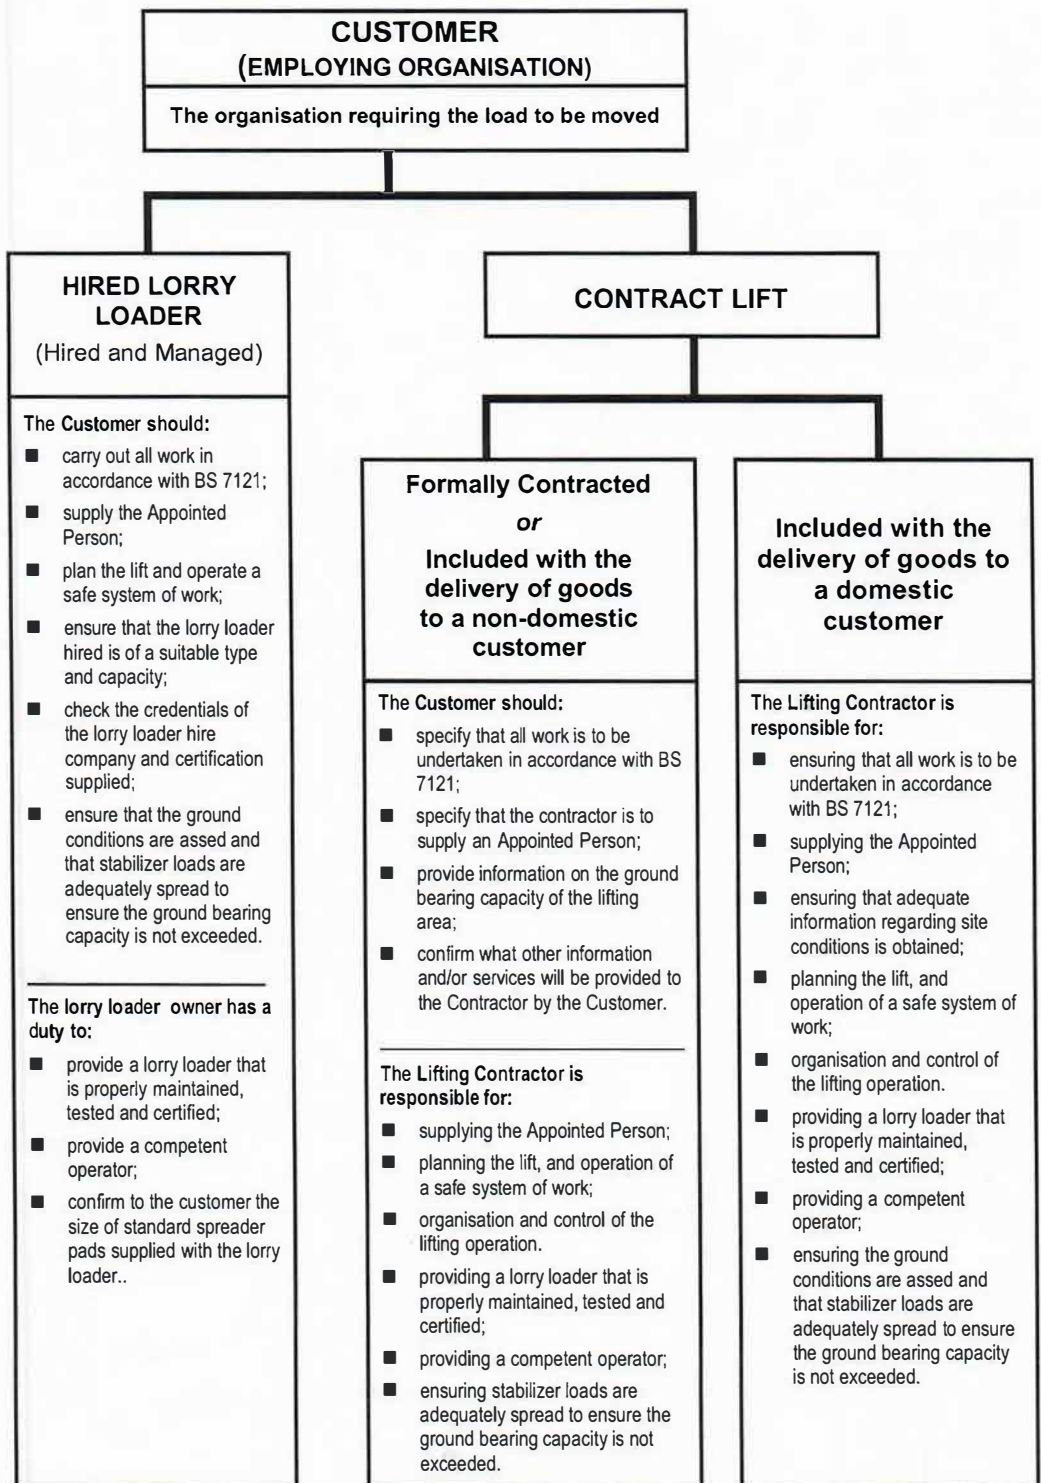 CUSTOMER
(EMPLOYING ORGANISATION)
The organisation requiring the load to be moved
HIRED LORRY
LOADER
(Hired and Managed)
The Customer should:
■ carry out all work in
accordance with BS 7121;
■ supply the Appointed
Person;
■ plan the lift and operate a
safe system of work;
■ ensure that the lorry loader
hired is of a suitable type
and capacity;
■ check the credentials of
the lorry loader hire
company and certification
supplied;
■ ensure that the ground
conditions are assed and
that stabilizer loads are
adequately spread to
ensure the ground bearing
capacity is not exceeded.
The lorry loader owner has a
duty to:
■ provide a lorry loader that
is properly maintained,
tested and certified;
■ provide a competent
operator;
■ confirm to the customer the
size of standard spreader
pads supplied with the lorry
loader..
CONTRACT LIFT
Formally Contracted
or
Included with the
delivery of goods
to a non-domestic
customer
The Customer should:
■ specify that all work is to be
undertaken in accordance with BS
7121;
■ specify that the contractor is to
supply an Appointed Person;
■ provide information on the ground
bearing capacity of the lifting
area;
■ confirm what other information
and/or services will be provided to
the Contractor by the Customer.
The Lifting Contractor is
responsible for:
■ supplying the Appointed Person;
■ planning the lift, and operation of
a safe system of work;
■ organisation and control of the
lifting operation.
■ providing a lorry loader that is
properly maintained, tested and
certified;
■ providing a competent operator;
■ ensuring stabilizer loads are
adequately spread to ensure the
ground bearing capacity is not
exceeded.
Included with the
delivery of goods to
a domestic
customer
The Lifting Contractor is
responsible for:
■ ensuring that all work is to be
undertaken in accordance
with BS 7121;
■ supplying the Appointed
Person;
■ ensuring that adequate
information regarding site
conditions is obtained;
■ planning the lift, and
operation of a safe system of
work;
■ organisation and control of
the lifting operation.
■ providing a lorry loader that
is properly maintained,
tested and certified;
■ providing a competent
operator;
■ ensuring the ground
conditions are assed and
that stabilizer loads are
adequately spread to ensure
the ground bearing capacity
is not exceeded.